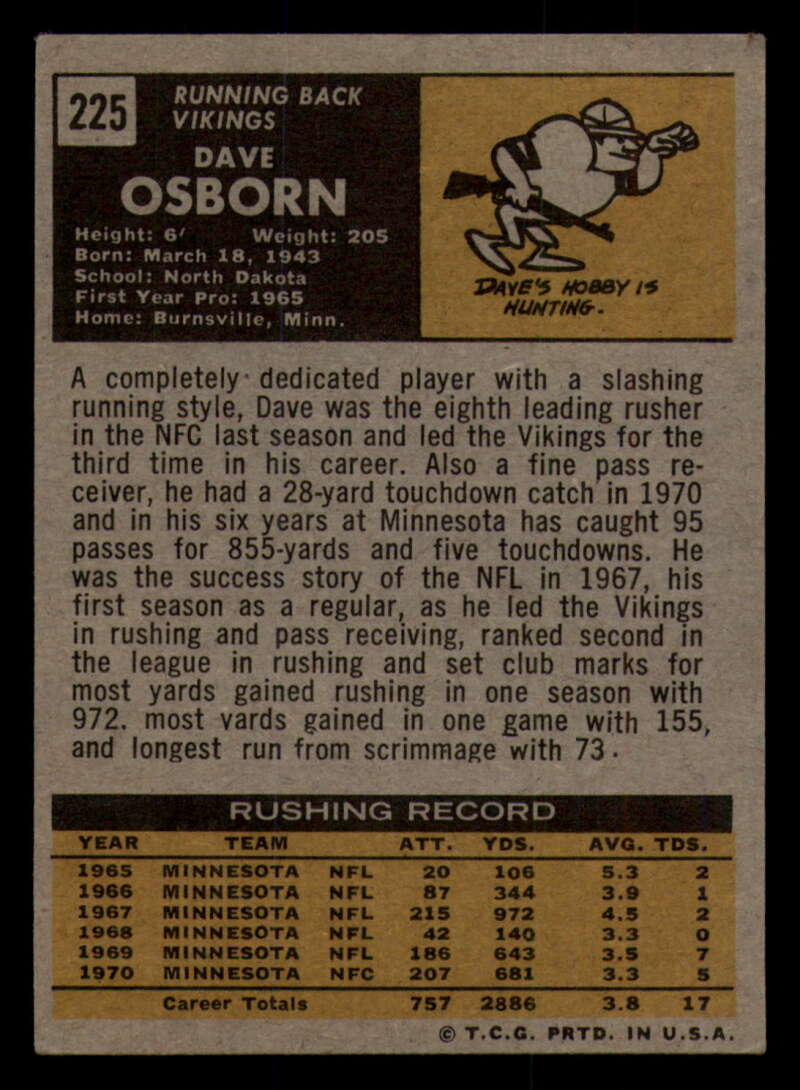 225
RUNNING BACK
VIKINGS
DAVE
OSBORN
Height: 6' Weight: 205
Born: March 18, 1943
School: North Dakota
First Year Pro: 1965
Home: Burnsville, Minn.
DAVE'S HOBBY IS
HUNTING.
A completely dedicated player with a slashing
running style, Dave was the eighth leading rusher
in the NFC last season and led the Vikings for the
third time in his career. Also a fine pass re-
ceiver, he had a 28-yard touchdown catch in 1970
and in his six years at Minnesota has caught 95
passes for 855-yards and five touchdowns. He
was the success story of the NFL in 1967, his
first season as a regular, as he led the Vikings
in rushing and pass receiving, ranked second in
the league in rushing and set club marks for
most yards gained rushing in one season with
972. most yards gained in one game with 155,
and longest run from scrimmage with 73.
RUSHING RECORD
YEAR TEAM ATT. YDS. AVG. TDS.
1965 MINNESOTA NFL 20 106 5.3 2
1966 MINNESOTA NFL 87 344 3.9 1
1967 MINNESOTA NFL 215 972 4.5 2
1968 MINNESOTA NFL 42 140 3.3 0
1969 MINNESOTA NFL 186 643 3.5 7
1970 MINNESOTA NFC 207 681 3.3 5
Career Totals 757 2886 3.8 17
© T.C.G. PRTD. IN U.S.A.